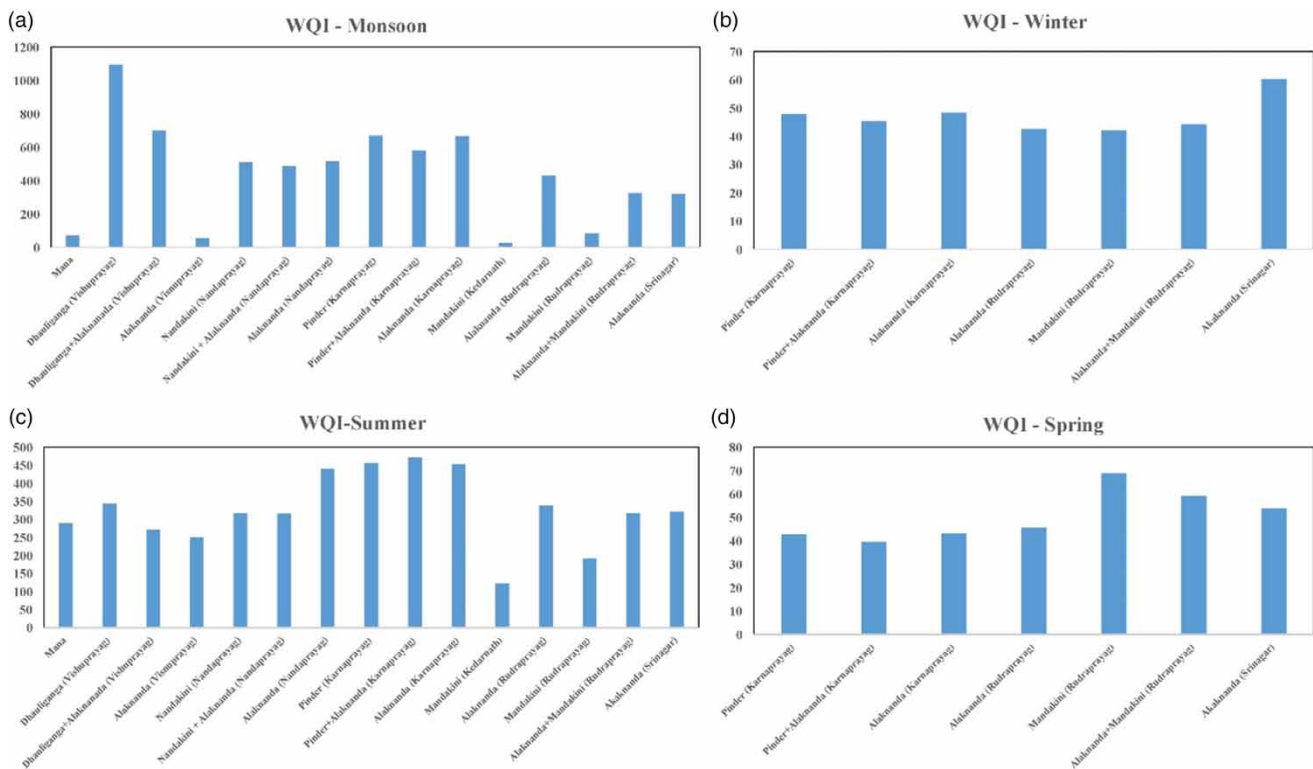 (a)
WQI - Monsoon
1200
1000
800
600
400
200
0
Mana
Dhauliganga (Vishuprayag)
Dhauliganga+Alaknanada (Vishuprayag)
Alaknanda (Visnuprayag)
Nandakini (Nandaprayag)
Nandakini + Alaknanda (Nandaprayag)
Alaknanda (Nandaprayag)
Pinder (Karnaprayag)
Pinder+Alaknanda (Karnaprayag)
Alaknanda (Karnaprayag)
Mandakini (Kedarnath)
Alaknanda (Rudraprayag)
Mandakini (Rudraprayag)
Alaknanda+Mandakini (Rudraprayag)
Alaknanda (Srinagar)
(b)
WQI - Winter
70
60
50
40
30
20
10
0
Pinder (Karnaprayag)
Pinder+Alaknanda (Karnaprayag)
Alaknanda (Karnaprayag)
Alaknanda (Rudraprayag)
Mandakini (Rudraprayag)
Alaknanda+Mandakini (Rudraprayag)
Akaknanda (Srinagar)
(c)
WQI-Summer
500
450
400
350
300
250
200
150
100
50
0
Mana
Dhauliganga (Vishuprayag)
Dhauliganga+Alaknanada (Vishuprayag)
Alaknanda (Visnuprayag)
Nandakini (Nandaprayag)
Nandakini + Alaknanda (Nandaprayag)
Alaknanda (Nandaprayag)
Pinder (Karnaprayag)
Pinder+Alaknanda (Karnaprayag)
Alaknanda (Karnaprayag)
Mandakini (Kedarnath)
Alaknanda (Rudraprayag)
Mandakini (Rudraprayag)
Alaknanda+Mandakini (Rudraprayag)
Akaknanda (Srinagar)
(d)
WQI - Spring
80
70
60
50
40
30
20
10
0
Pinder (Karnaprayag)
Pinder+Alaknanda (Karnaprayag)
Alaknanda (Karnaprayag)
Alaknanda (Rudraprayag)
Mandakini (Rudraprayag)
Alaknanda+Mandakini (Rudraprayag)
Akaknanda (Srinagar)